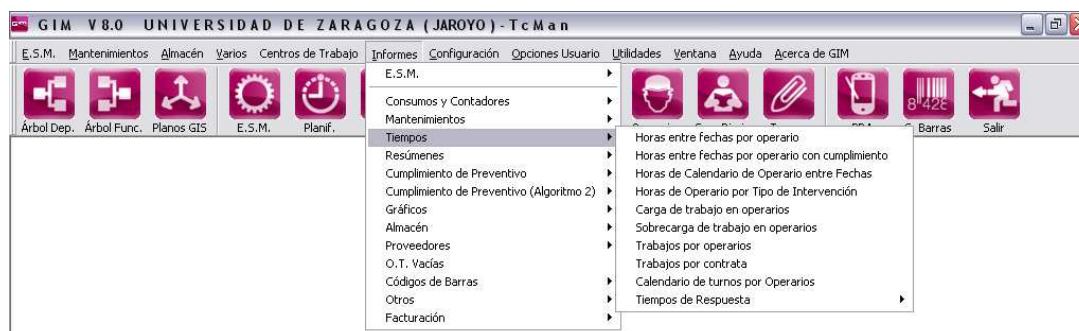 GIM V 8.0 UNIVERSIDAD DE ZARAGOZA (JAROYO) - TcMan
E.S.M. Mantenimientos Almacén Varios Centros de Trabajo Informes Configuración Opciones Usuario Utilidades Ventana Ayuda Acerca de GIM
Árbol Dep. Árbol Func. Planos GIS E.S.M. Planif. Barras Salir
E.S.M.
Consumos y Contadores
Mantenimientos
Tiempos
Resúmenes
Cumplimiento de Preventivo
Cumplimiento de Preventivo (Algoritmo 2)
Gráficos
Almacén
Proveedores
O.T. Vacías
Códigos de Barras
Otros
Facturación
Horas entre fechas por operario
Horas entre fechas por operario con cumplimiento
Horas de Calendario de Operario entre Fechas
Horas de Operario por Tipo de Intervención
Carga de trabajo en operarios
Sobrecarga de trabajo en operarios
Trabajos por operarios
Trabajos por contrata
Calendario de turnos por Operarios
Tiempos de Respuesta